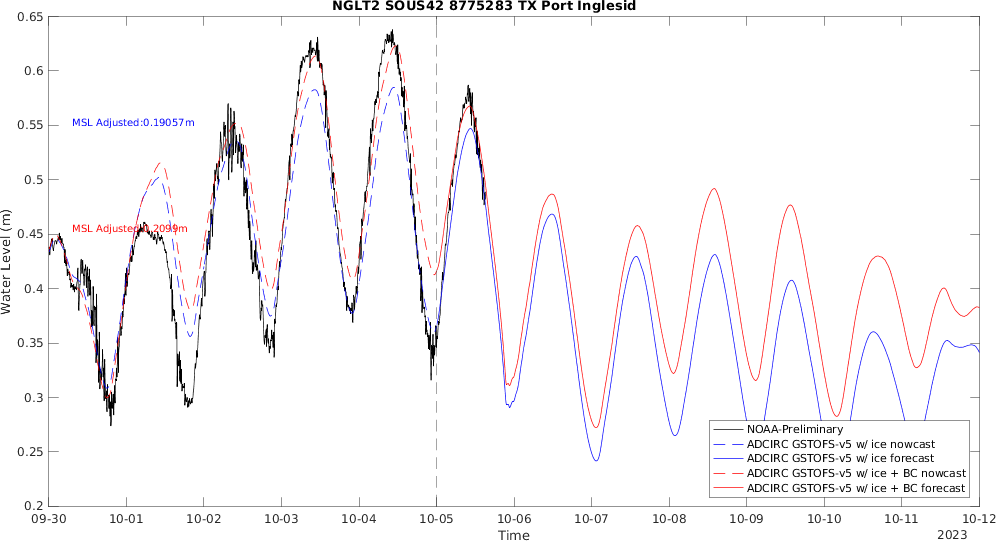 NGLT2 SOUS42 8775283 TX Port Inglesid
Water Level (m)
0.65
0.6
0.55
0.5
0.45
0.4
0.35
0.3
0.25
0.2
MSL Adjusted:0.19057m
MSL Adjusted:0.2099m
NOAA-Preliminary
ADCIRC GSTOFS-v5 w/ ice nowcast
ADCIRC GSTOFS-v5 w/ ice forecast
ADCIRC GSTOFS-v5 w/ ice + BC nowcast
ADCIRC GSTOFS-v5 w/ ice + BC forecast
09-30 10-01 10-02 10-03 10-04 10-05 10-06 10-07 10-08 10-09 10-10 10-11 10-12
Time
2023